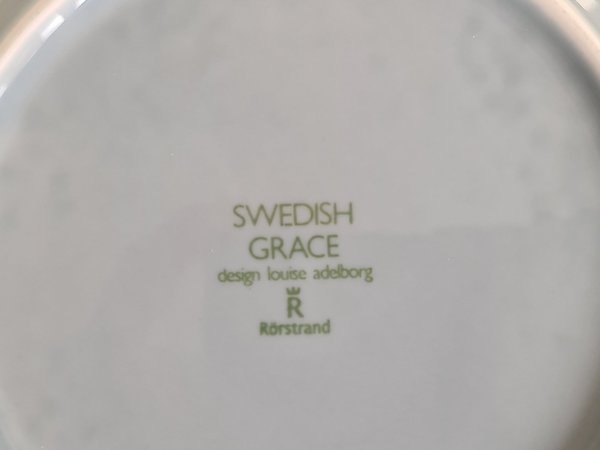 SWEDISH
GRACE
design louise adelborg
R
Rörstrand